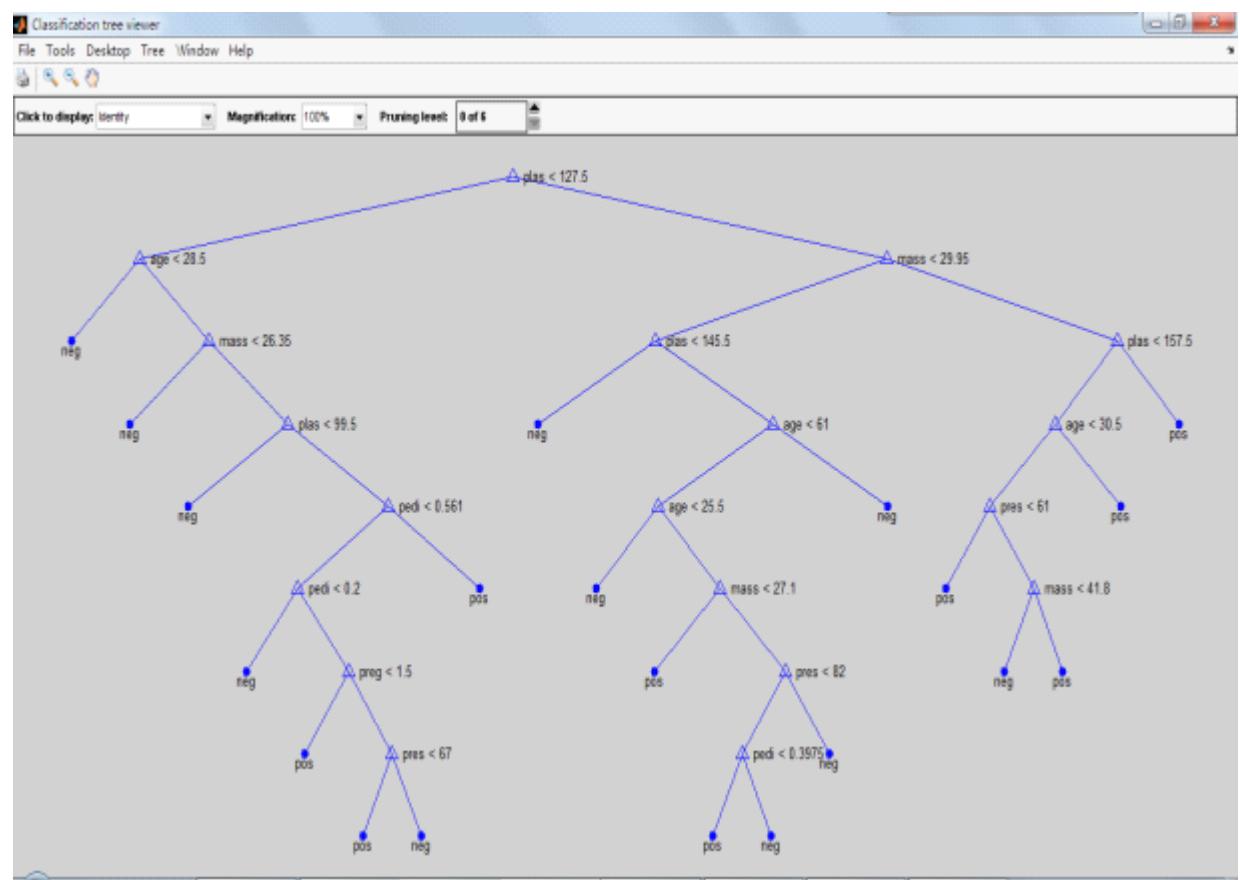 Classification tree viewer
File Tools Desktop Tree Window Help
Click to display: Identity Magnification: 100% Pruning level: 0 of 6
plas < 127.5
age < 28.5 mass < 29.95
neg mass < 26.35 plas < 145.5 plas < 157.5
neg plas < 99.5 neg age < 61 age < 30.5 pos
neg pedi < 0.561 age < 25.5 neg pres < 61 pos
pedi < 0.2 pos neg mass < 27.1 pos mass < 41.8
neg preg < 1.5 pos pres < 82 neg pos
pos pres < 67 pedi < 0.3975 neg
pos neg pos neg